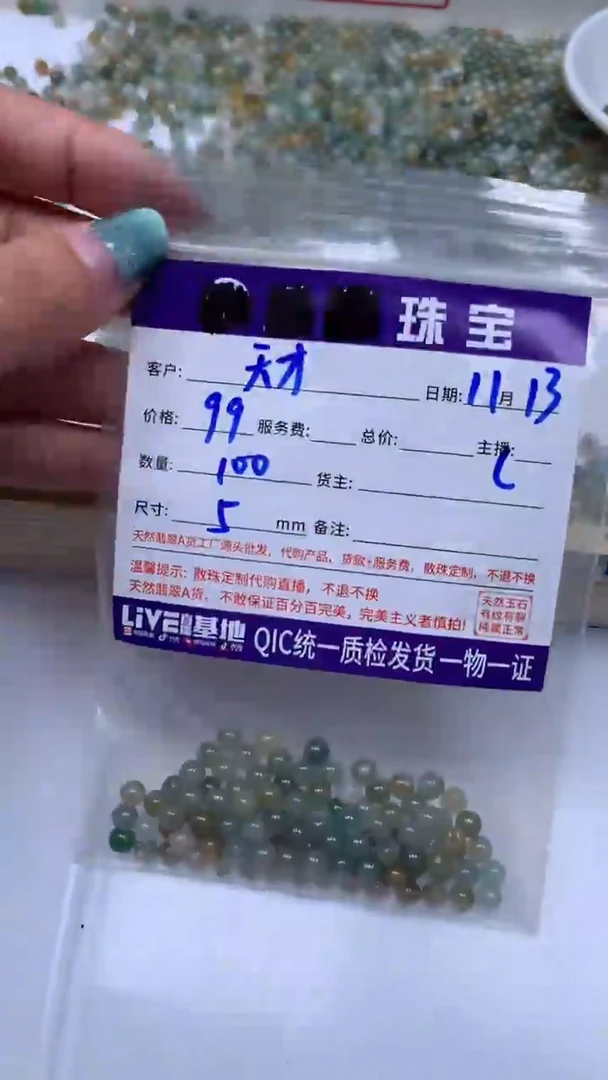 珠宝
客户: 天才 日期: 11月 13
价格: 99 服务费: 总价: 主播: L
数量: 100 货主:
尺寸: 5 mm 备注:
天然翡翠A货工厂源头批发，代购产品、货款+服务费，散珠定制，不退不换
温馨提示: 散珠定制代购直播，不退不换
天然翡翠A货，不敢保证百分百完美，完美主义者慎拍!
天然玉石
有纹有裂
纯属正常
LIVE 基地
QIC统一质检发货一物一证